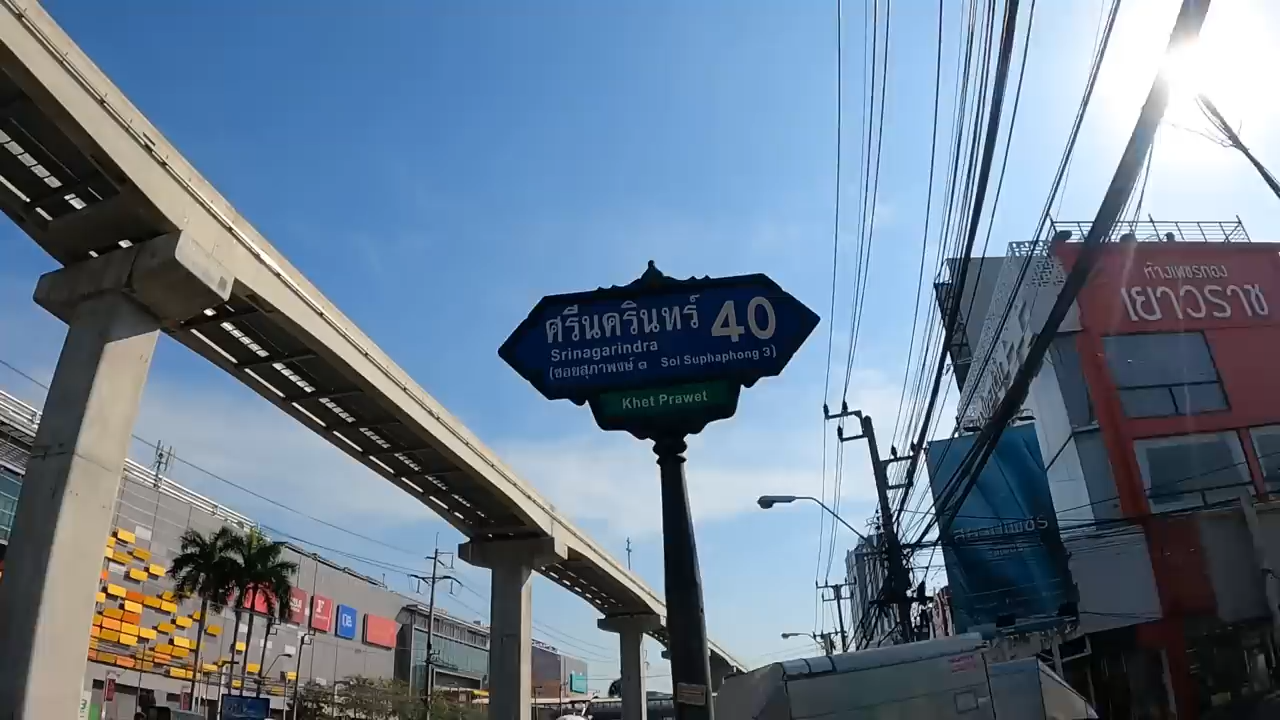 ศรีนครินทร์ 40
Srinagarindra
(ซอยสุภาพงษ์ ๓ Soi Suphaphong 3)
Khet Prawet
ห้างเพชรทอง
เยาวราช